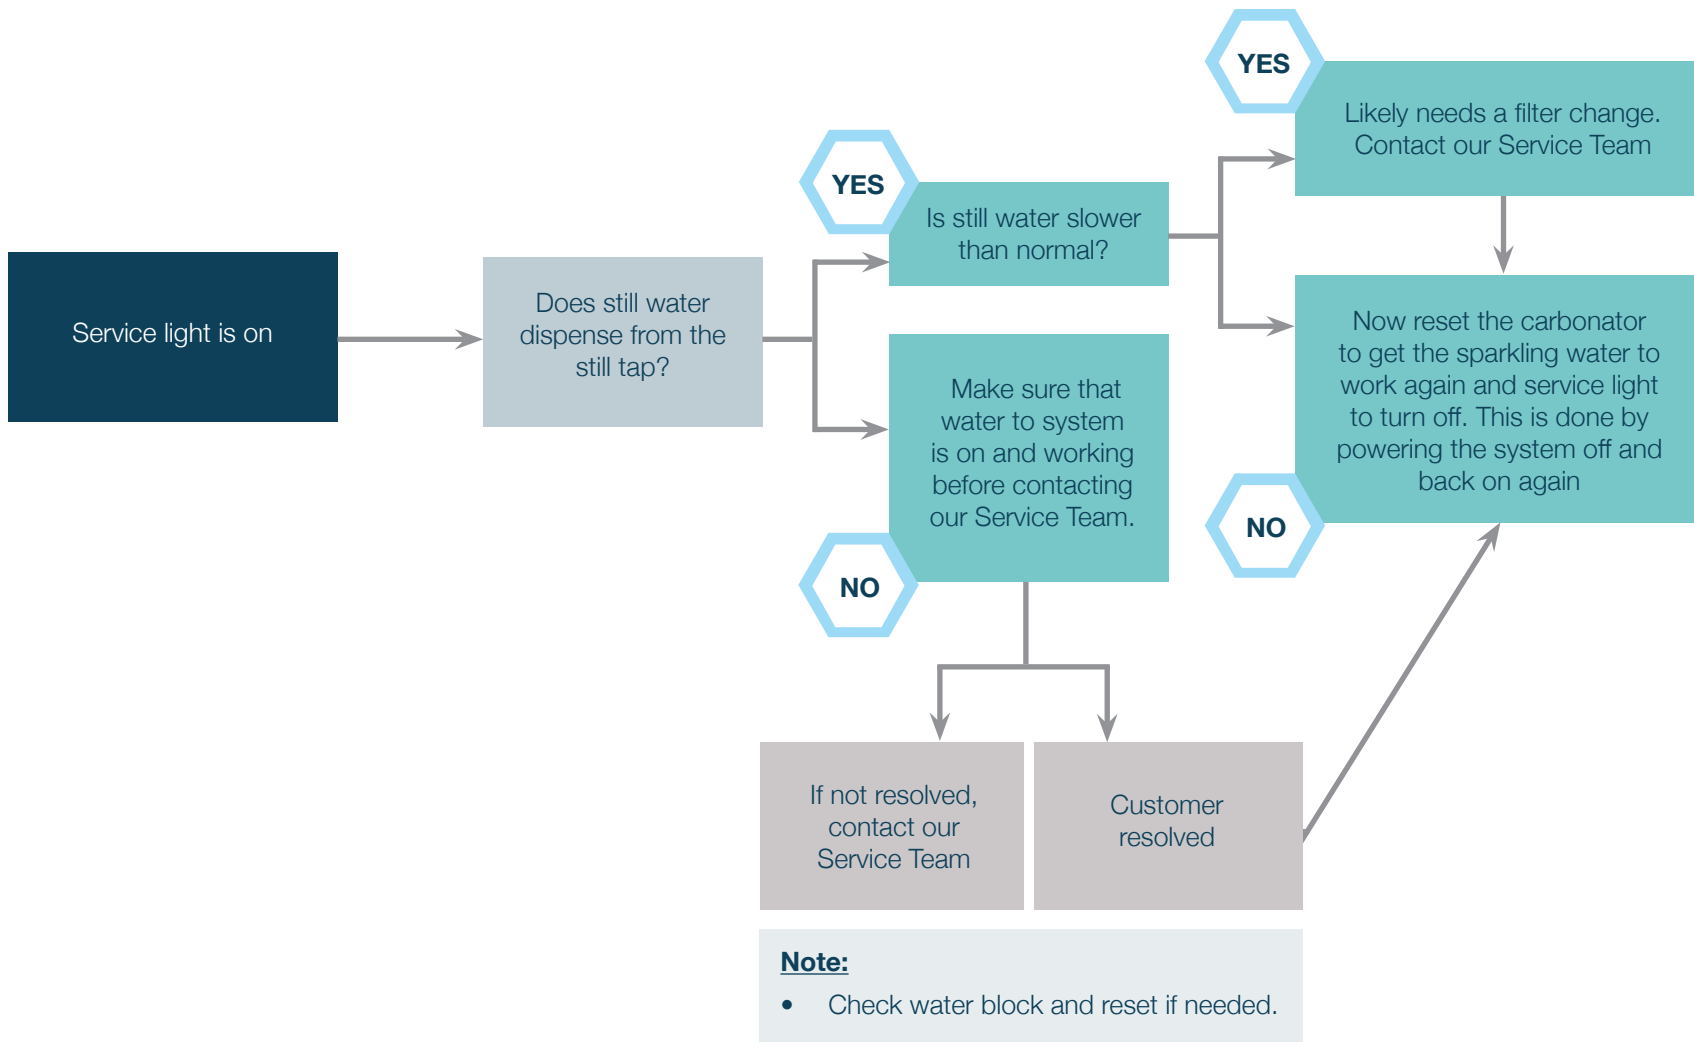 Service light is on
Does still water
dispense from the
still tap?
YES
Is still water slower
than normal?
NO
Make sure that
water to system
is on and working
before contacting
our Service Team.
YES
Likely needs a filter change.
Contact our Service Team
NO
Now reset the carbonator
to get the sparkling water to
work again and service light
to turn off. This is done by
powering the system off and
back on again
If not resolved,
contact our
Service Team
Customer
resolved
Note:
• Check water block and reset if needed.